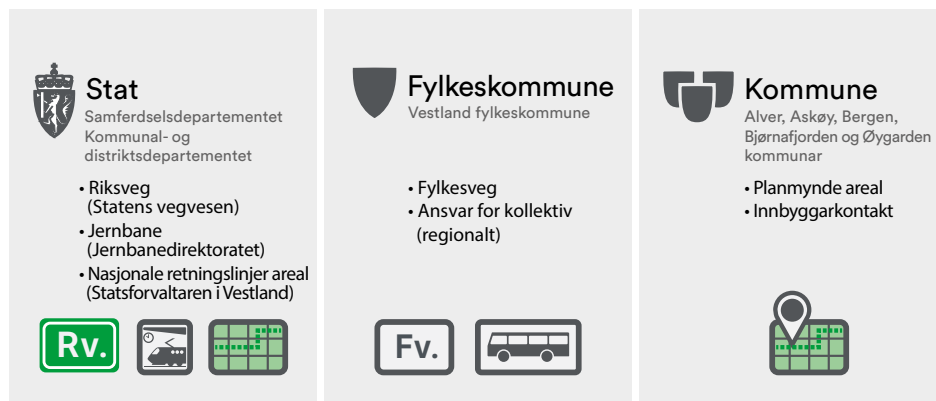 Stat
Samferdselsdepartementet
Kommunal- og
distriktsdepartementet
• Riksveg
(Statens vegvesen)
• Jernbane
(Jernbanedirektoratet)
• Nasjonale retningslinjer areal
(Statsforvaltaren i Vestland)
Rv.
Fylkeskommune
Vestland fylkeskommune
• Fylkesveg
• Ansvar for kollektiv
(regionalt)
Fv.
Kommune
Alver, Askøy, Bergen,
Bjørnafjorden og Øygarden
kommunar
• Planmynde areal
• Innbyggarkontakt